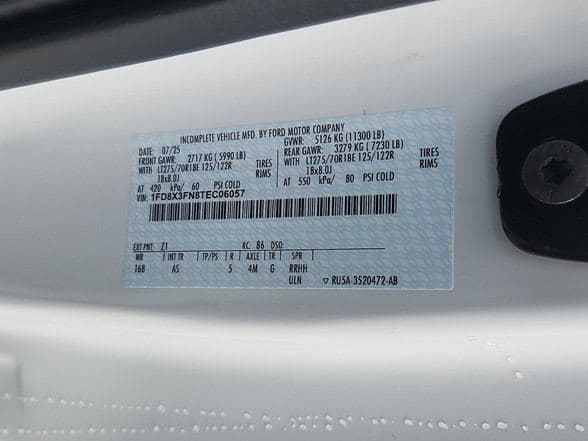 INCOMPLETE VEHICLE MFD. BY FORD MOTOR COMPANY
DATE: 07/25 GVWR: 5126 KG (11300 LB)
FRONT GAWR: 2717 KG (5990 LB) REAR GAWR: 3279 KG (7230 LB)
WITH LT275/70R18E 125/122R TIRES WITH LT275/70R18E 125/122R TIRES
18x8.0J RIMS 18x8.0J RIMS
AT 420 kPa/ 60 PSI COLD AT 550 kPa/ 80 PSI COLD
VIN: 1FD8X3FN8TEC06057
EXT PNT: Z1 RC: 86 DSO:
WB INT TR TP/PS R AXLE TR SPR
168 AS 5 4M G RRHH
ULN ▽ RU5A-3520472-AB